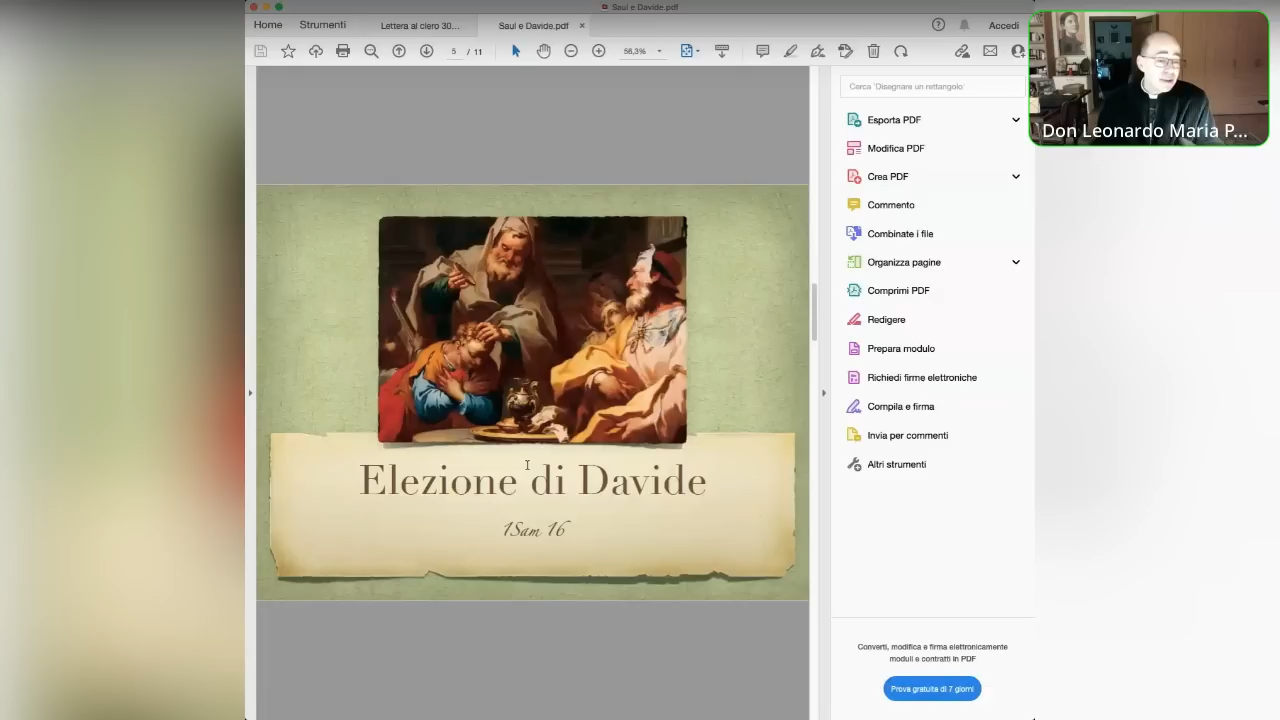 Saul e Davide.pdf
Home
Strumenti
Lettera al clero 30...
Saul e Davide.pdf
Accedi
5 / 11
56,3%
Don Leonardo Maria P...
Cerca 'Disegnare un rettangolo'
Esporta PDF
Modifica PDF
Crea PDF
Commento
Combinate i file
Organizza pagine
Comprimi PDF
Redigere
Prepara modulo
Richiedi firme elettroniche
Compila e firma
Invia per commenti
Altri strumenti
Elezione di Davide
1Sam 16
Converti, modifica e firma elettronicamente
moduli e contratti in PDF
Prova gratuita di 7 giorni